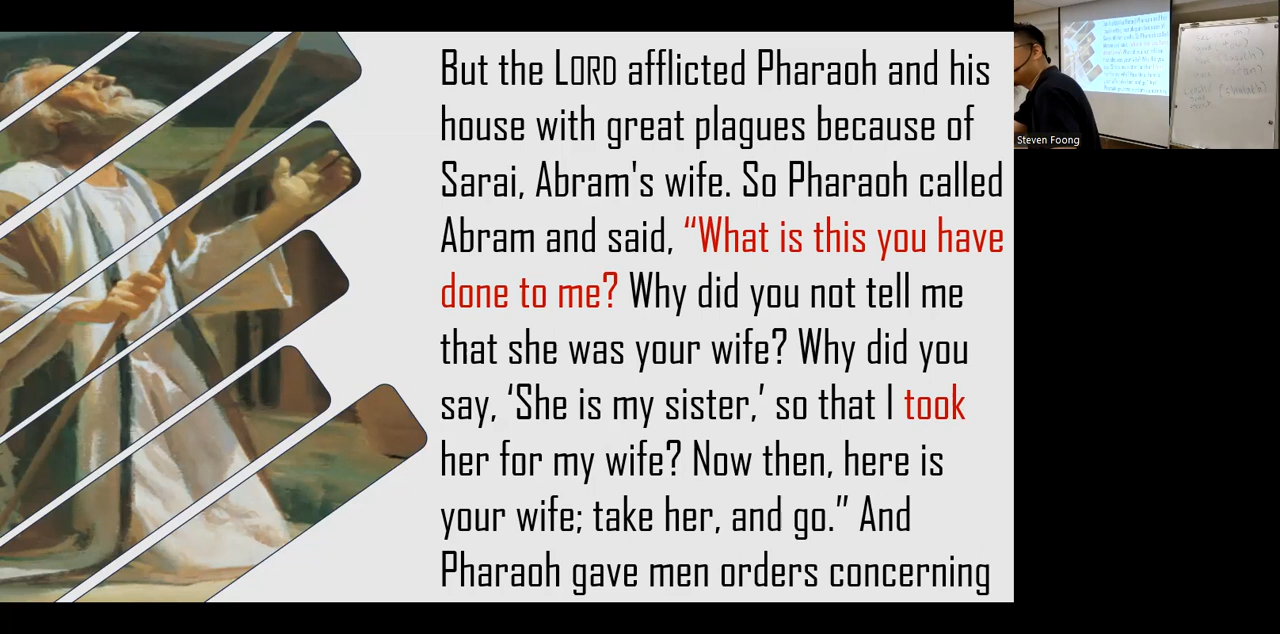 But the LORD afflicted Pharaoh and his
house with great plagues because of
Sarai, Abram's wife. So Pharaoh called
Abram and said, “What is this you have
done to me? Why did you not tell me
that she was your wife? Why did you
say, ‘She is my sister,’ so that I took
her for my wife? Now then, here is
your wife; take her, and go.” And
Pharaoh gave men orders concerning
Steven Foong